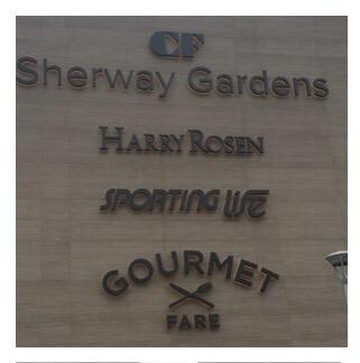 CF
Sherway Gardens
HARRY ROSEN
SPORTING LIFE
GOURMET
FARE